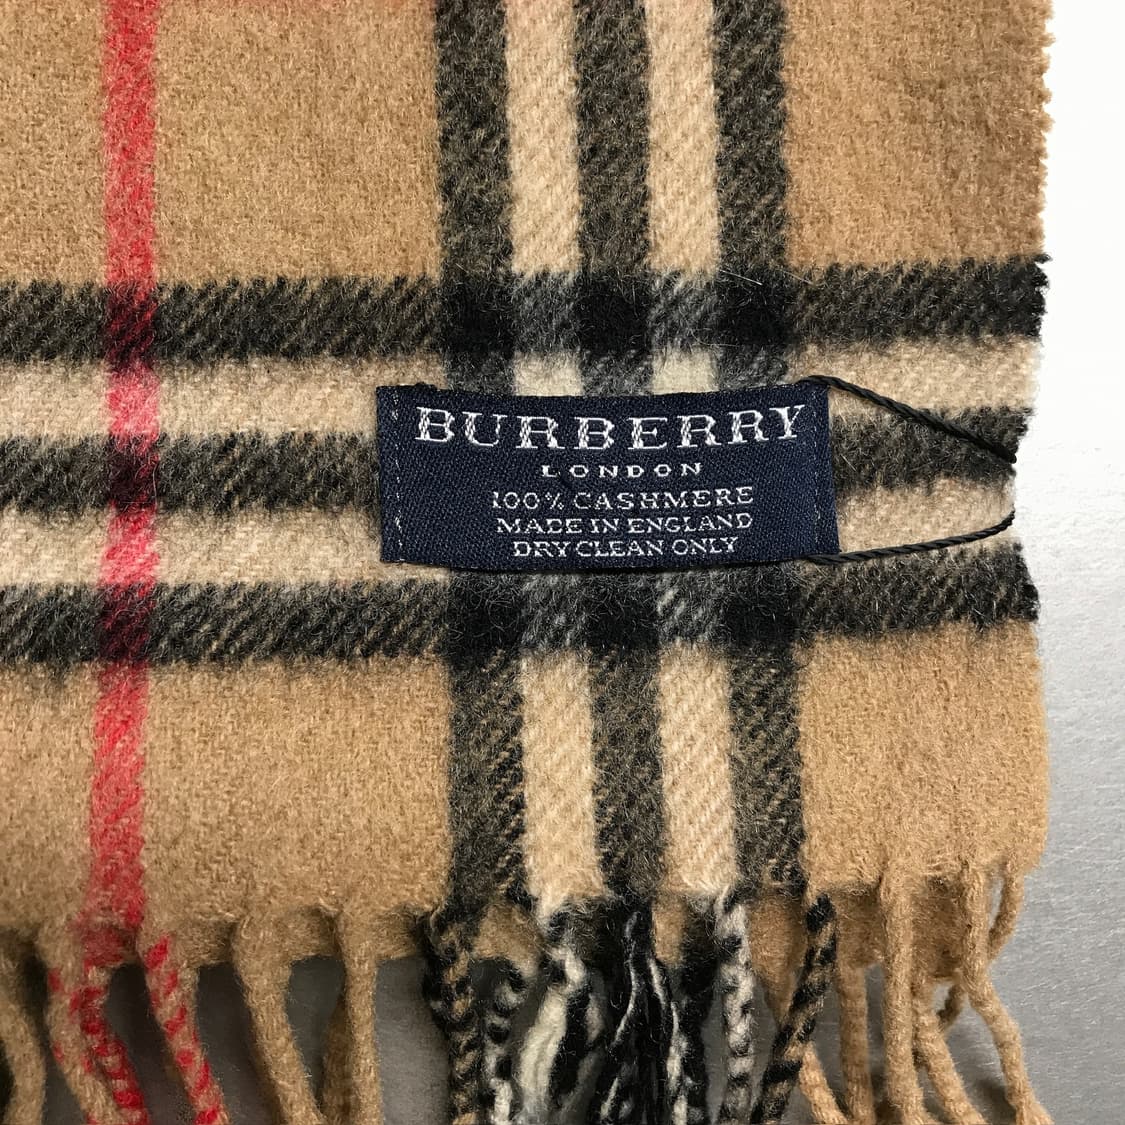 BURBERRY
LONDON
100% CASHMERE
MADE IN ENGLAND
DRY CLEAN ONLY